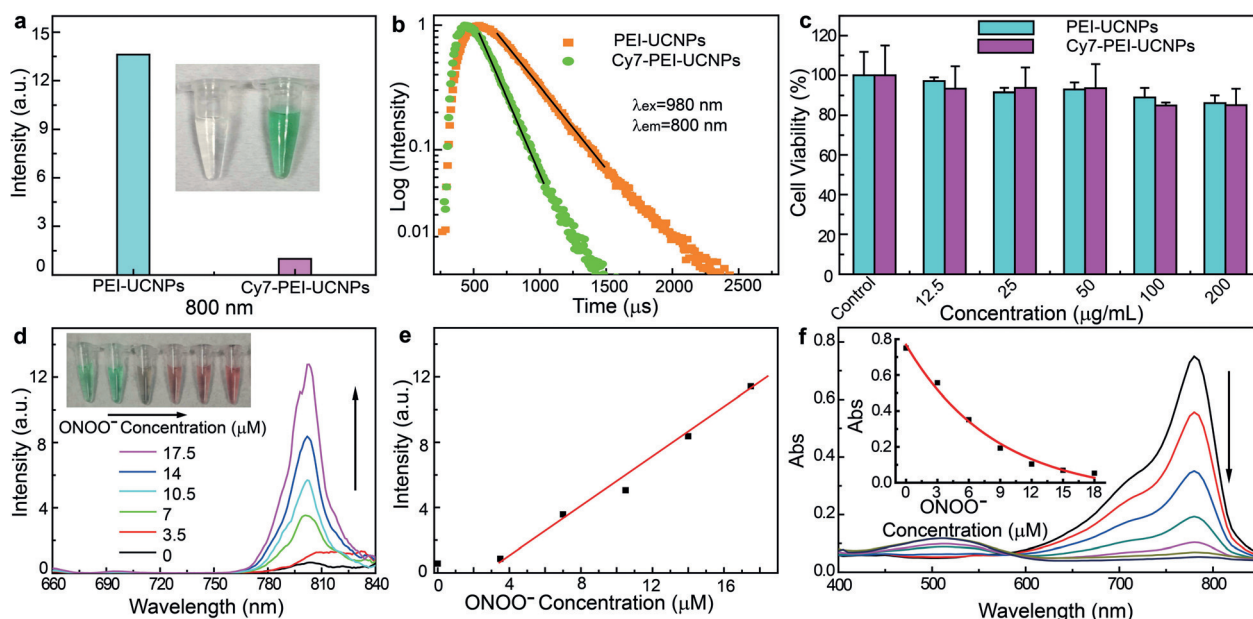 a
Intensity (a.u.)
15
12
9
6
3
0
PEI-UCNPs
Cy7-PEI-UCNPs
800 nm
b
Log (Intensity)
1
0.1
0.01
PEI-UCNPs
Cy7-PEI-UCNPs
λex=980 nm
λem=800 nm
500 1000 1500 2000 2500
Time (μs)
c
Cell Viability (%)
120
100
80
60
40
20
0
PEI-UCNPs
Cy7-PEI-UCNPs
Control 12.5 25 50 100 200
Concentration (μg/mL)
d
Intensity (a.u.)
12
8
4
0
ONOO⁻ Concentration (μM)
17.5
14
10.5
7
3.5
0
660 690 720 750 780 810 840
Wavelength (nm)
e
Intensity (a.u.)
12
8
4
0
0 4 8 12 16
ONOO⁻ Concentration (μM)
f
Abs
0.8
0.6
0.4
0.2
0.0
Abs
0.8
0.6
0.4
0.2
0.0
0 3 6 9 12 15 18
ONOO⁻
Concentration (μM)
400 500 600 700 800
Wavelength (nm)